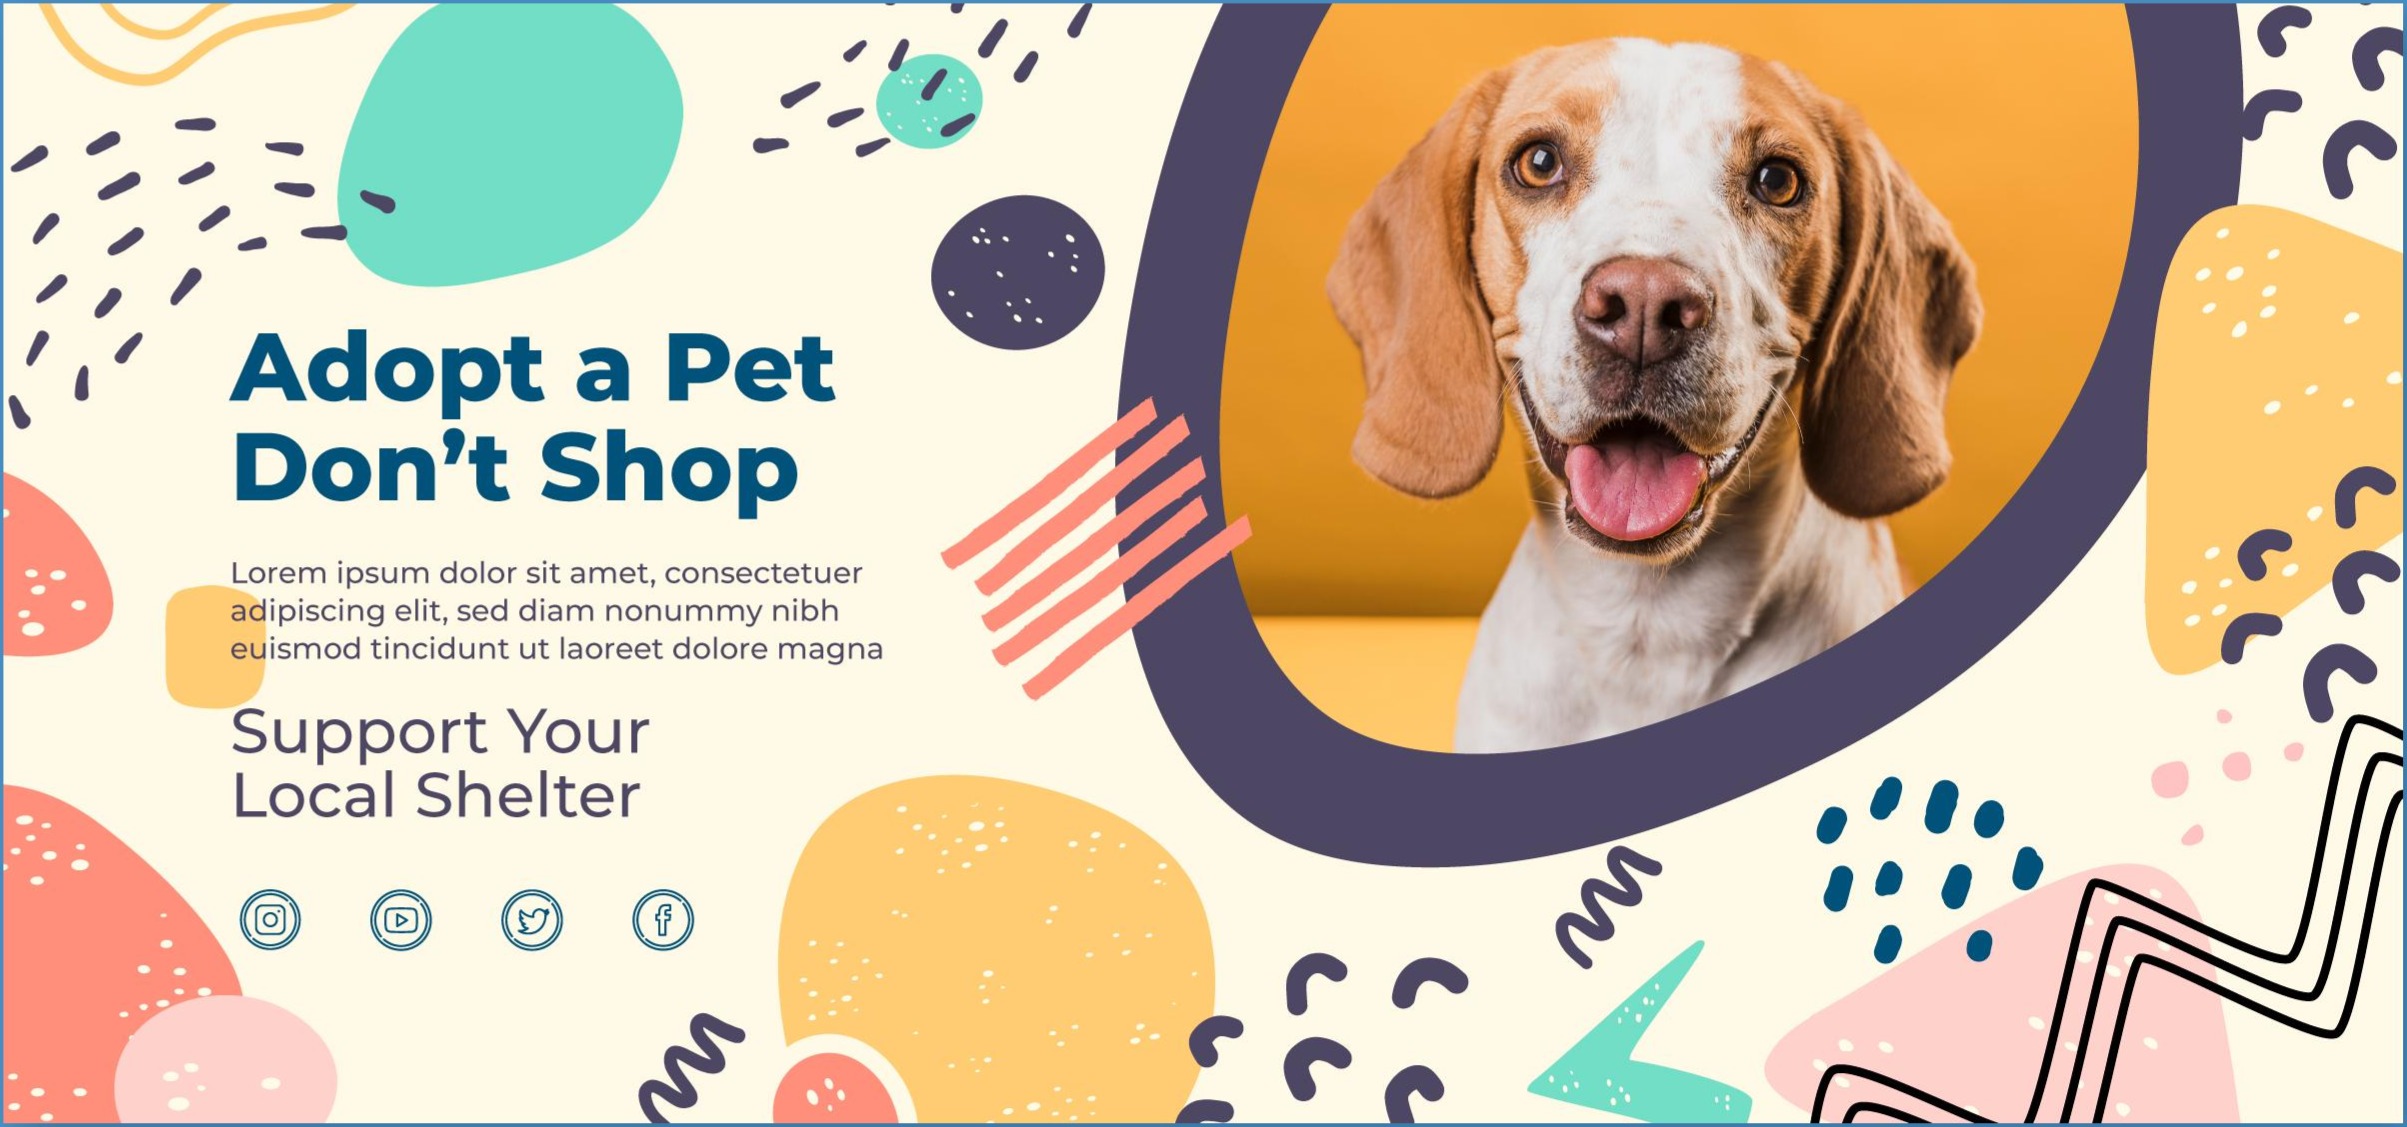 Adopt a Pet
Don’t Shop
Lorem ipsum dolor sit amet, consectetuer
adipiscing elit, sed diam nonummy nibh
euismod tincidunt ut laoreet dolore magna
Support Your
Local Shelter